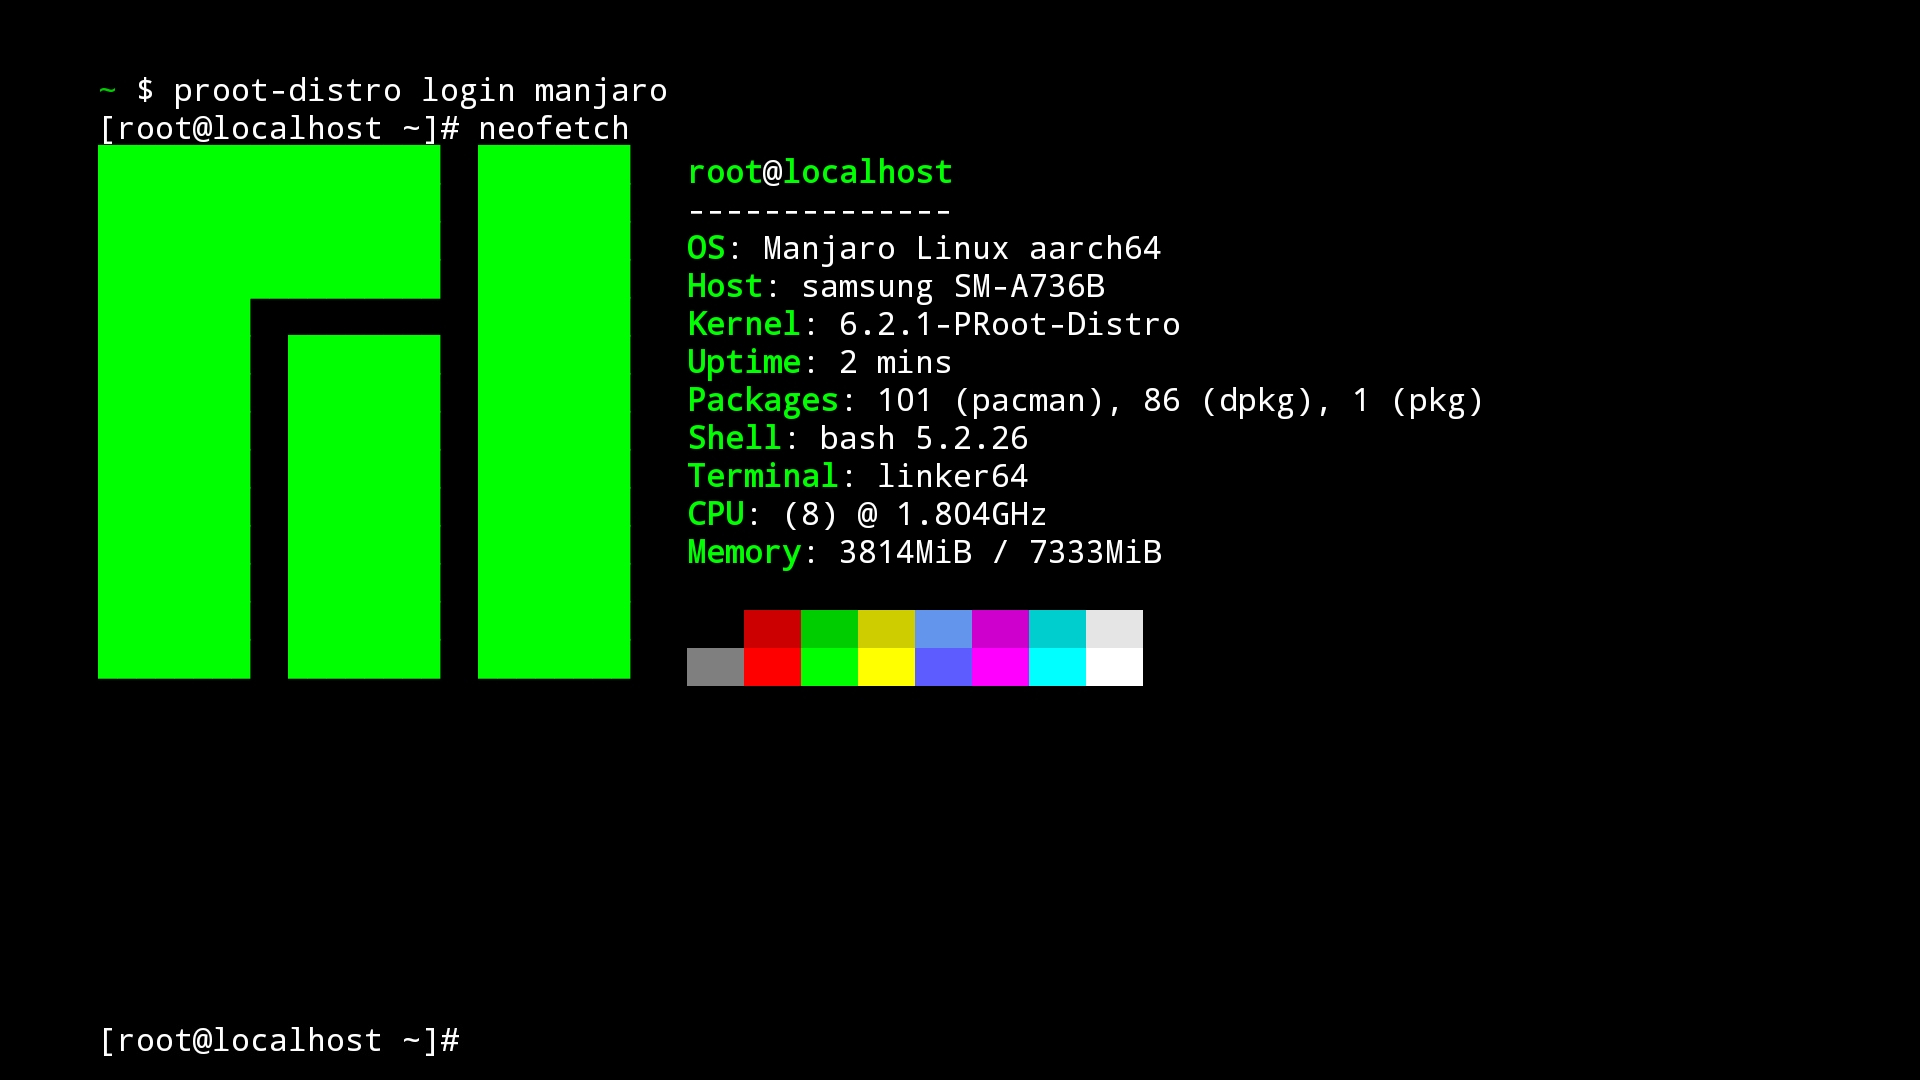 ~ $ proot-distro login manjaro
[root@localhost ~]# neofetch
root@localhost
--------------
OS: Manjaro Linux aarch64
Host: samsung SM-A736B
Kernel: 6.2.1-PRoot-Distro
Uptime: 2 mins
Packages: 101 (pacman), 86 (dpkg), 1 (pkg)
Shell: bash 5.2.26
Terminal: linker64
CPU: (8) @ 1.804GHz
Memory: 3814MiB / 7333MiB
[root@localhost ~]#